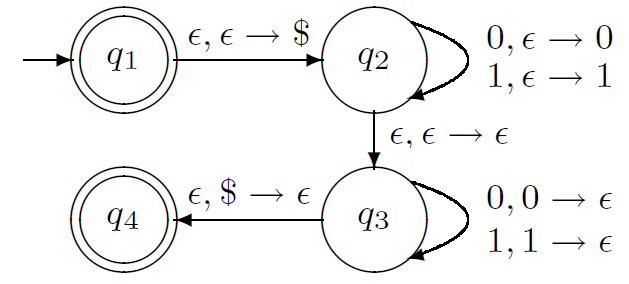 q1
ϵ, ϵ → $
q2
0, ϵ → 0
1, ϵ → 1
ϵ, ϵ → ϵ
q4
ϵ, $ → ϵ
q3
0, 0 → ϵ
1, 1 → ϵ